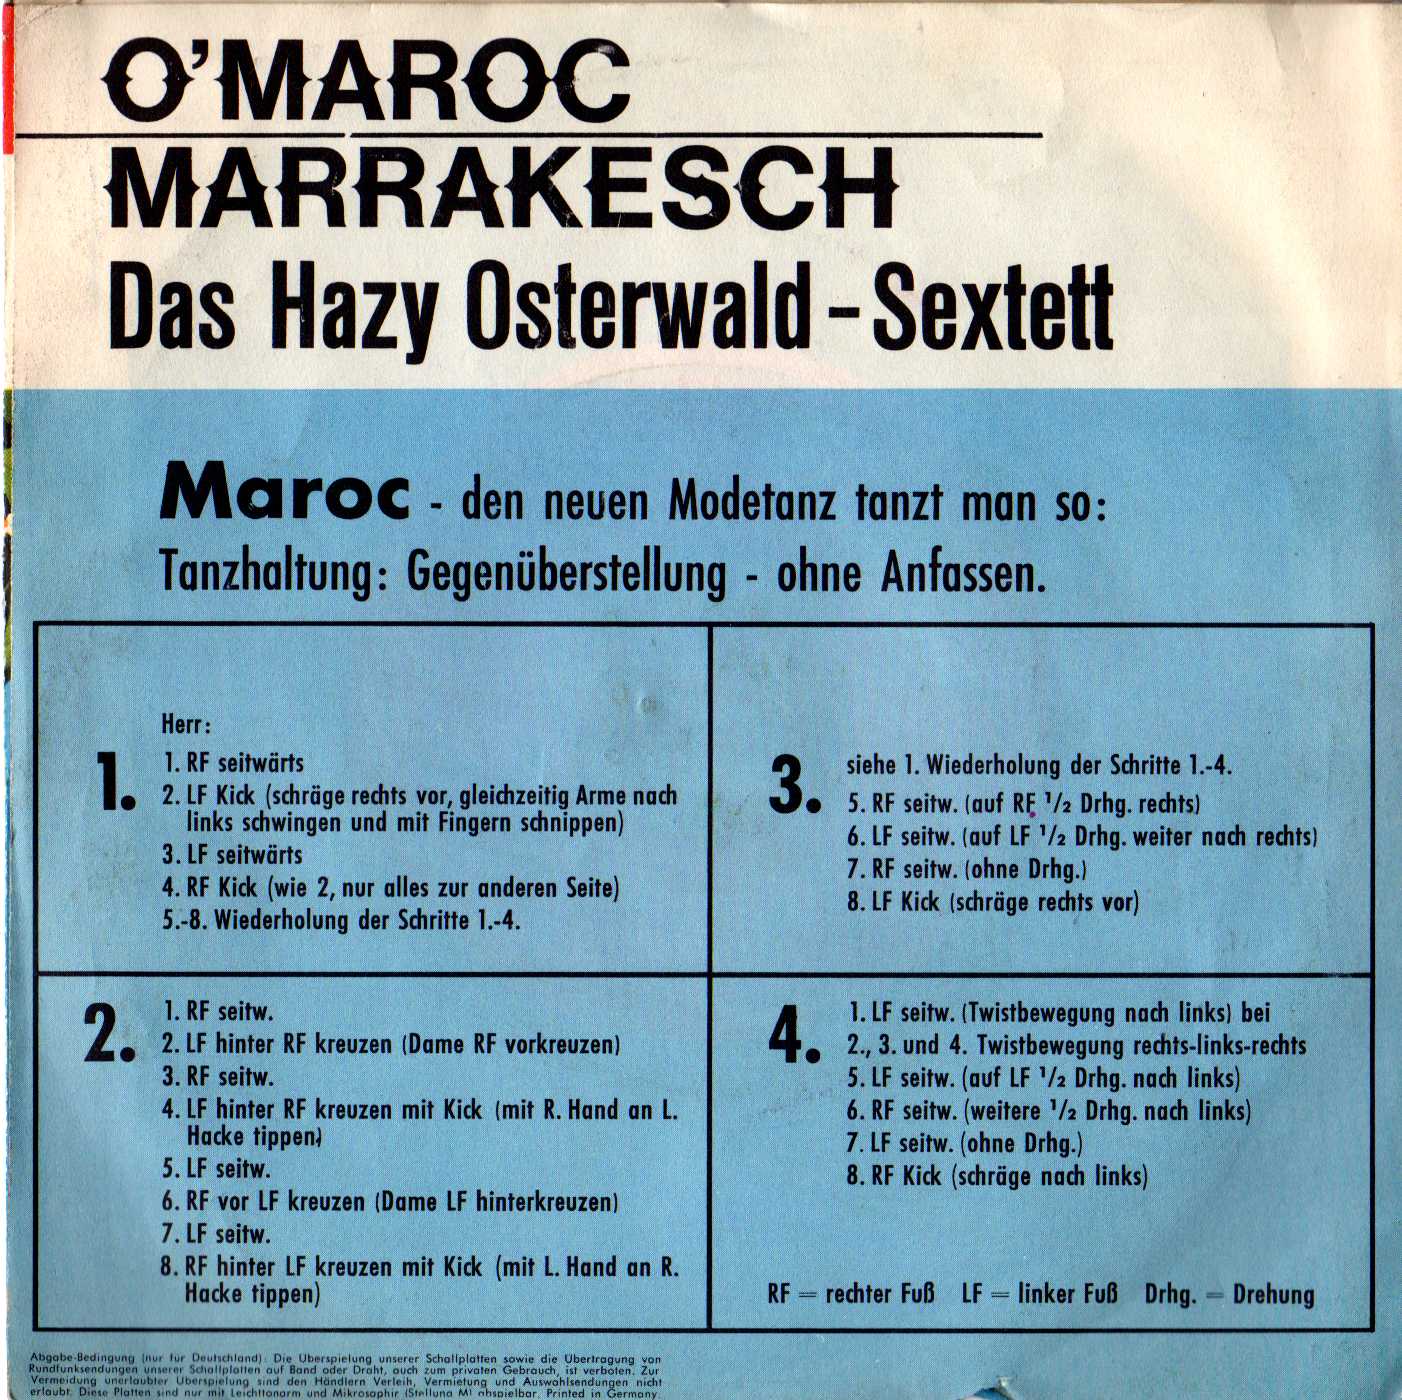 O'MAROC
MARRAKESCH
Das Hazy Osterwald - Sextett
Maroc - den neuen Modetanz tanzt man so:
Tanzhaltung: Gegenüberstellung - ohne Anfassen.
1.
Herr:
1. RF seitwärts
2. LF Kick (schräge rechts vor, gleichzeitig Arme nach
links schwingen und mit Fingern schnippen)
3. LF seitwärts
4. RF Kick (wie 2, nur alles zur anderen Seite)
5.-8. Wiederholung der Schritte 1.-4.
2.
1. RF seitw.
2. LF hinter RF kreuzen (Dame RF vorkreuzen)
3. RF seitw.
4. LF hinter RF kreuzen mit Kick (mit R. Hand an L.
Hacke tippen)
5. LF seitw.
6. RF vor LF kreuzen (Dame LF hinterkreuzen)
7. LF seitw.
8. RF hinter LF kreuzen mit Kick (mit L. Hand an R.
Hacke tippen)
3.
siehe 1. Wiederholung der Schritte 1.-4.
5. RF seitw. (auf RF 1/2 Drhg. rechts)
6. LF seitw. (auf LF 1/2 Drhg. weiter nach rechts)
7. RF seitw. (ohne Drhg.)
8. LF Kick (schräge rechts vor)
4.
1. LF seitw. (Twistbewegung nach links) bei
2., 3. und 4. Twistbewegung rechts-links-rechts
5. LF seitw. (auf LF 1/2 Drhg. nach links)
6. RF seitw. (weitere 1/2 Drhg. nach links)
7. LF seitw. (ohne Drhg.)
8. RF Kick (schräge nach links)
RF = rechter Fuß LF = linker Fuß Drhg. = Drehung
Abgabe-Bedingung (nur für Deutschland): Die Überspielung unserer Schallplatten sowie die Übertragung von
Rundfunksendungen unserer Schallplatten auf Band oder Draht, auch zum privaten Gebrauch, ist verboten. Zur
Vermeidung unerlaubter Überspielung sind den Händlern Verleih, Vermietung und Auswahlsendungen nicht
erlaubt. Diese Platten sind nur mit Leichttonarm und Mikrosaphir (Stellung M) abspielbar. Printed in Germany.